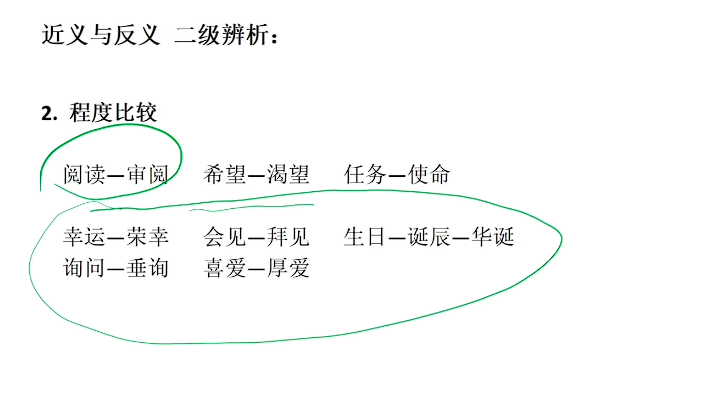 近义与反义 二级辨析：
2. 程度比较
阅读—审阅 希望—渴望 任务—使命
幸运—荣幸 会见—拜见 生日—诞辰—华诞
询问—垂询 喜爱—厚爱